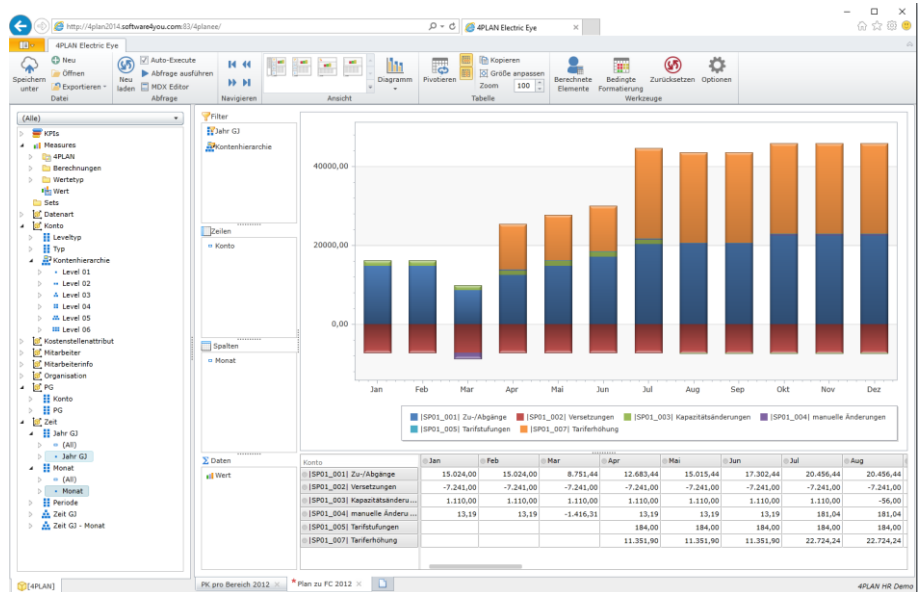 http://4plan2014.software4you.com:83/4planee/
4PLAN Electric Eye
4PLAN Electric Eye
Speichern unter
Neu
Öffnen
Exportieren
Datei
Neu laden
Auto-Execute
Abfrage ausführen
MDX Editor
Abfrage
Navigieren
Ansicht
Diagramm
Pivotieren
Kopieren
Größe anpassen
Zoom 100
Tabelle
Berechnete Elemente
Bedingte Formatierung
Zurücksetzen
Optionen
Werkzeuge
(Alle)
KPIs
Measures
4PLAN
Berechnungen
Wertetyp
Wert
Sets
Datenart
Konto
Leveltyp
Typ
Kontenhierarchie
Level 01
Level 02
Level 03
Level 04
Level 05
Level 06
Kostenstellenattribut
Mitarbeiter
Mitarbeiterinfo
Organisation
PG
Konto
PG
Zeit
Jahr GJ
(All)
Jahr GJ
Monat
(All)
Monat
Periode
Zeit GJ
Zeit GJ - Monat
[4PLAN]
Filter
Jahr GJ
Kontenhierarchie
Zeilen
Konto
Spalten
Monat
Daten
Wert
40000,00
20000,00
0,00
Jan Feb Mar Apr Mai Jun Jul Aug Sep Okt Nov Dez
|SP01_001| Zu-/Abgänge |SP01_002| Versetzungen |SP01_003| Kapazitätsänderungen |SP01_004| manuelle Änderungen
|SP01_005| Tarifstufungen |SP01_007| Tariferhöhung
Konto Jan Feb Mar Apr Mai Jun Jul Aug
|SP01_001| Zu-/Abgänge 15.024,00 15.024,00 8.751,44 12.683,44 15.015,44 17.302,44 20.456,44 20.456,44
|SP01_002| Versetzungen -7.241,00 -7.241,00 -7.241,00 -7.241,00 -7.241,00 -7.241,00 -7.241,00 -7.241,00
|SP01_003| Kapazitätsänderu... 1.110,00 1.110,00 1.110,00 1.110,00 1.110,00 1.110,00 1.110,00 -56,00
|SP01_004| manuelle Änderu... 13,19 13,19 -1.416,31 13,19 13,19 13,19 181,04 181,04
|SP01_005| Tarifstufungen 184,00 184,00 184,00 184,00 184,00
|SP01_007| Tariferhöhung 11.351,90 11.351,90 11.351,90 22.724,24 22.724,24
PK pro Bereich 2012
*Plan zu FC 2012
4PLAN HR Demo